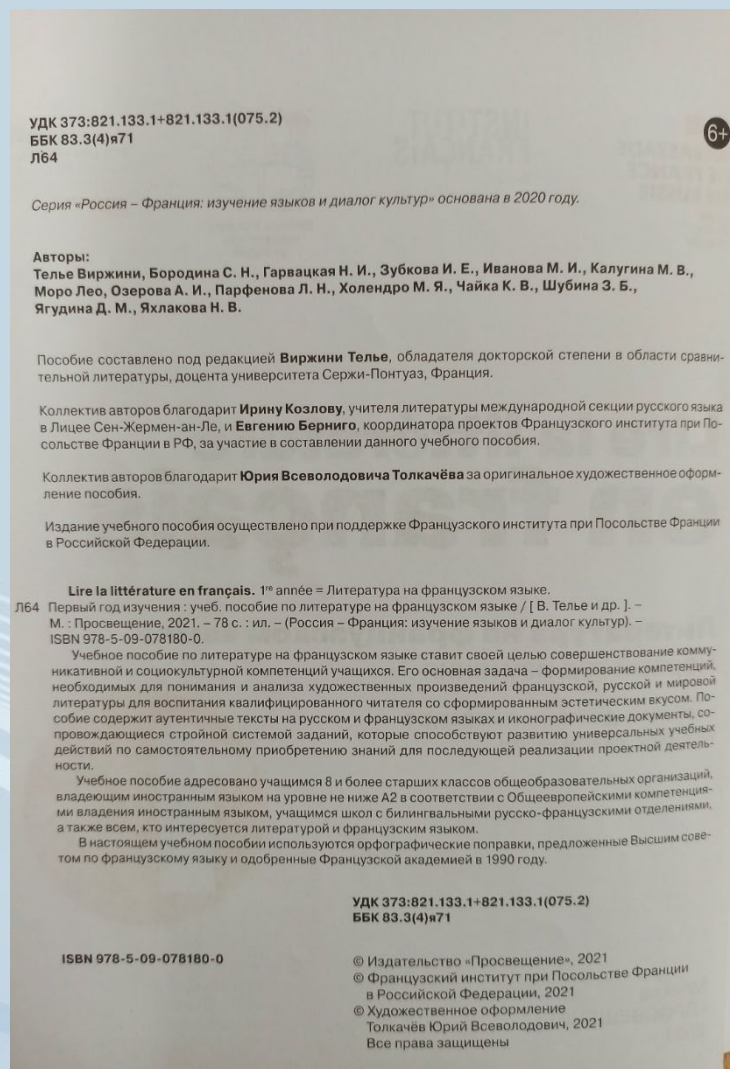 УДК 373:821.133.1+821.133.1(075.2)
ББК 83.3(4)я71
Л64
6+
Серия «Россия – Франция: изучение языков и диалог культур» основана в 2020 году.
Авторы:
Телье Виржини, Бородина С. Н., Гарвацкая Н. И., Зубкова И. Е., Иванова М. И., Калугина М. В.,
Моро Лео, Озерова А. И., Парфенова Л. Н., Холендро М. Я., Чайка К. В., Шубина З. Б.,
Ягудина Д. М., Яхлакова Н. В.
Пособие составлено под редакцией Виржини Телье, обладателя докторской степени в области сравни-
тельной литературы, доцента университета Сержи-Понтуаз, Франция.
Коллектив авторов благодарит Ирину Козлову, учителя литературы международной секции русского языка
в Лицее Сен-Жермен-ан-Ле, и Евгению Берниго, координатора проектов Французского института при По-
сольстве Франции в РФ, за участие в составлении данного учебного пособия.
Коллектив авторов благодарит Юрия Всеволодовича Толкачёва за оригинальное художественное оформ-
ление пособия.
Издание учебного пособия осуществлено при поддержке Французского института при Посольстве Франции
в Российской Федерации.
Lire la littérature en français. 1re année = Литература на французском языке.
Л64 Первый год изучения : учеб. пособие по литературе на французском языке / [ В. Телье и др. ]. –
М. : Просвещение, 2021. – 78 с. : ил. – (Россия – Франция: изучение языков и диалог культур). –
ISBN 978-5-09-078180-0.
Учебное пособие по литературе на французском языке ставит своей целью совершенствование комму-
никативной и социокультурной компетенций учащихся. Его основная задача – формирование компетенций,
необходимых для понимания и анализа художественных произведений французской, русской и мировой
литературы для воспитания квалифицированного читателя со сформированным эстетическим вкусом. По-
собие содержит аутентичные тексты на русском и французском языках и иконографические документы, со-
провождающиеся стройной системой заданий, которые способствуют развитию универсальных учебных
действий по самостоятельному приобретению знаний для последующей реализации проектной деятель-
ности.
Учебное пособие адресовано учащимся 8 и более старших классов общеобразовательных организаций,
владеющим иностранным языком на уровне не ниже А2 в соответствии с Общеевропейскими компетенция-
ми владения иностранным языком, учащимся школ с билингвальными русско-французскими отделениями,
а также всем, кто интересуется литературой и французским языком.
В настоящем учебном пособии используются орфографические поправки, предложенные Высшим сове-
том по французскому языку и одобренные Французской академией в 1990 году.
УДК 373:821.133.1+821.133.1(075.2)
ББК 83.3(4)я71
ISBN 978-5-09-078180-0
© Издательство «Просвещение», 2021
© Французский институт при Посольстве Франции
в Российской Федерации, 2021
© Художественное оформление
Толкачёв Юрий Всеволодович, 2021
Все права защищены